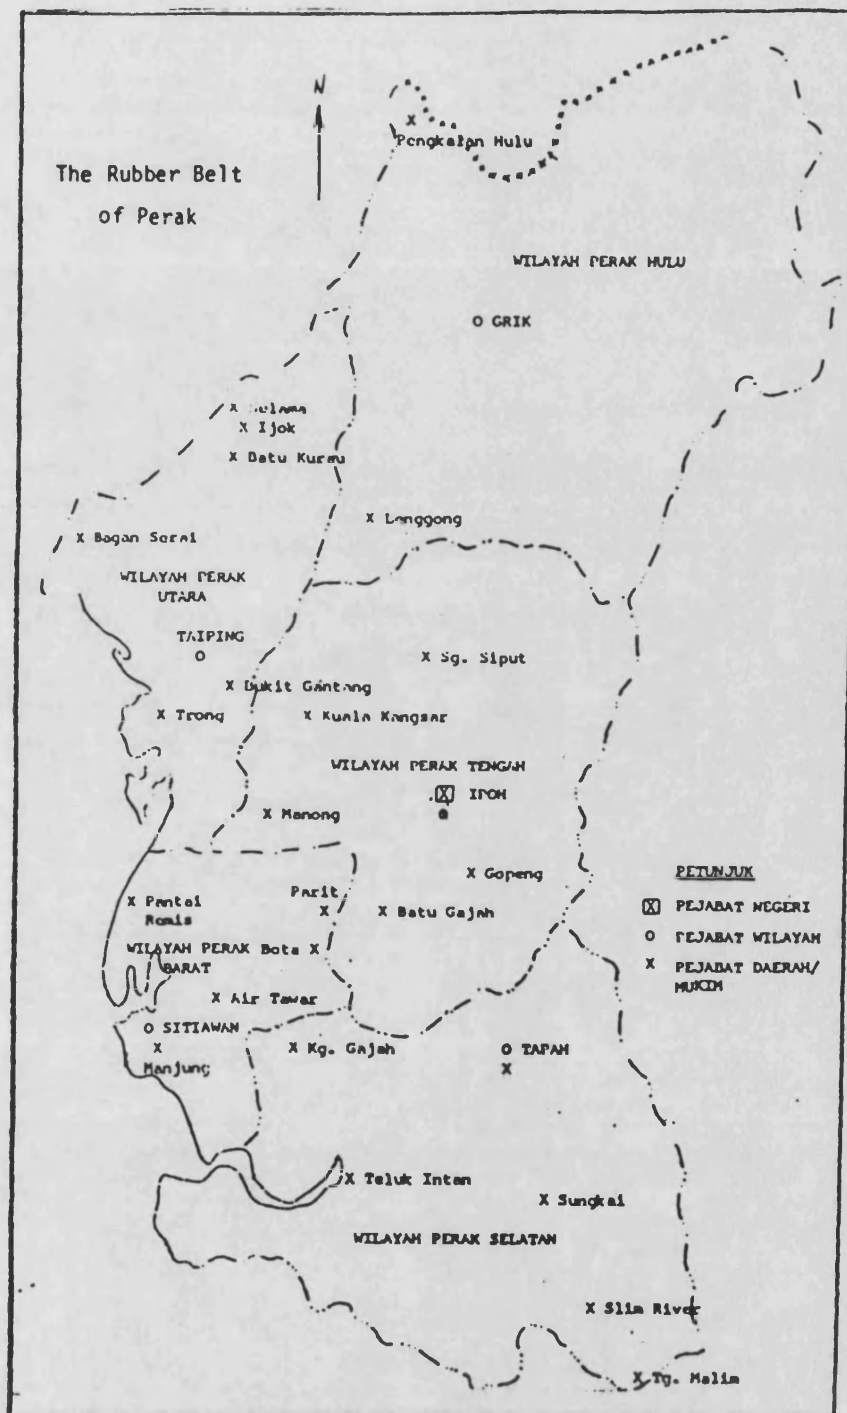 N
The Rubber Belt
of Perak
Pengkalan Hulu
WILAYAH PERAK HULU
O GRIK
X Selama
X Ijok
X Batu Kurau
X Lenggong
X Bagan Serai
WILAYAH PERAK
UTARA
TAIPING
O
X Sg. Siput
X Bukit Gantang
X Trong
X Kuala Kangsar
WILAYAH PERAK TENGAH
X IPOH
X Manong
X Gopeng
PETUNJUK
X PEJABAT NEGERI
O PEJABAT WILAYAH
X PEJABAT DAERAH/
MUKIM
X Pantai
Remis
Parit
X
X Batu Gajah
WILAYAH PERAK
BARAT
Bota X
X Air Tawar
O SITIAWAN
X
Manjung
X Kg. Gajah
O TAPAH
X
X Teluk Intan
X Sungkai
WILAYAH PERAK SELATAN
X Slim River
X Tg. Malim